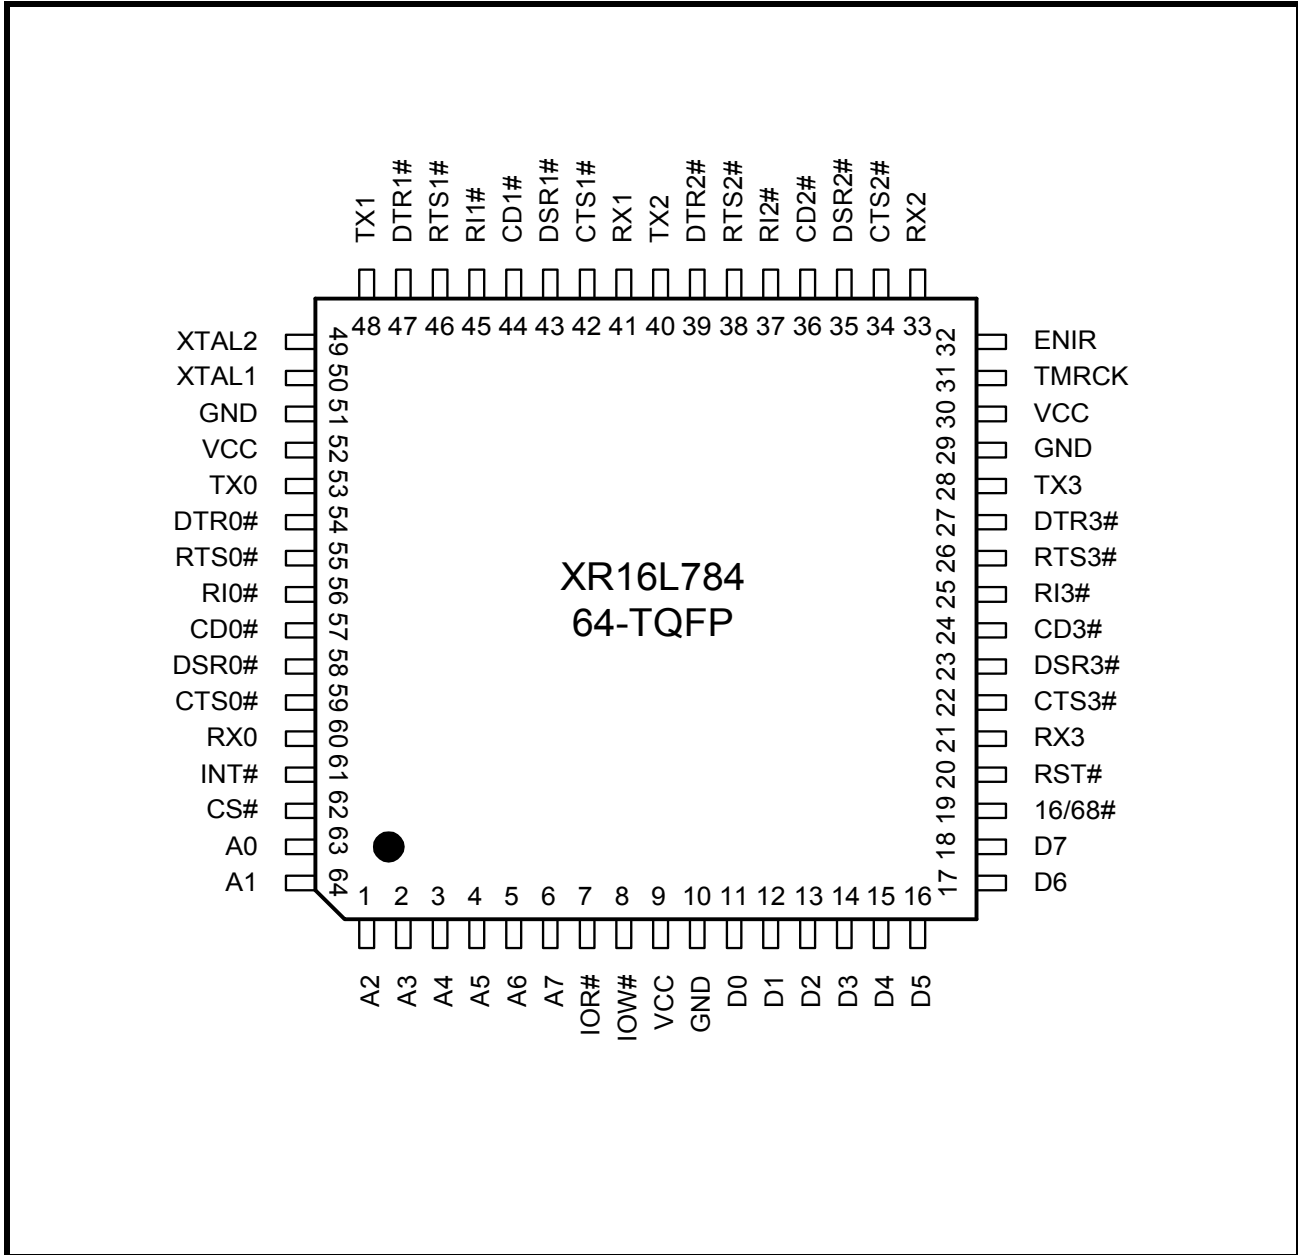 TX1
DTR1#
RTS1#
RI1#
CD1#
DSR1#
CTS1#
RX1
TX2
DTR2#
RTS2#
RI2#
CD2#
DSR2#
CTS2#
RX2
48 47 46 45 44 43 42 41 40 39 38 37 36 35 34 33
XTAL2 49
XTAL1 50
GND 51
VCC 52
TX0 53
DTR0# 54
RTS0# 55
RI0# 56
CD0# 57
DSR0# 58
CTS0# 59
RX0 60
INT# 61
CS# 62
A0 63
A1 64
XR16L784
64-TQFP
32 ENIR
31 TMRCK
30 VCC
29 GND
28 TX3
27 DTR3#
26 RTS3#
25 RI3#
24 CD3#
23 DSR3#
22 CTS3#
21 RX3
20 RST#
19 16/68#
18 D7
17 D6
1 2 3 4 5 6 7 8 9 10 11 12 13 14 15 16
A2
A3
A4
A5
A6
A7
IOR#
IOW#
VCC
GND
D0
D1
D2
D3
D4
D5